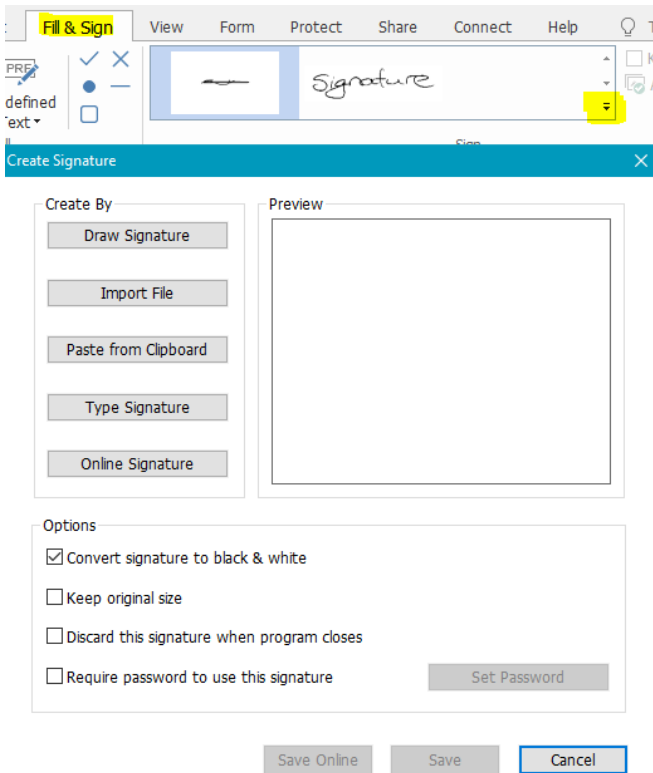 Fill & Sign View Form Protect Share Connect Help
PRE
defined
Text
Signature
Sign
Create Signature
Create By
Preview
Draw Signature
Import File
Paste from Clipboard
Type Signature
Online Signature
Options
Convert signature to black & white
Keep original size
Discard this signature when program closes
Require password to use this signature Set Password
Save Online Save Cancel